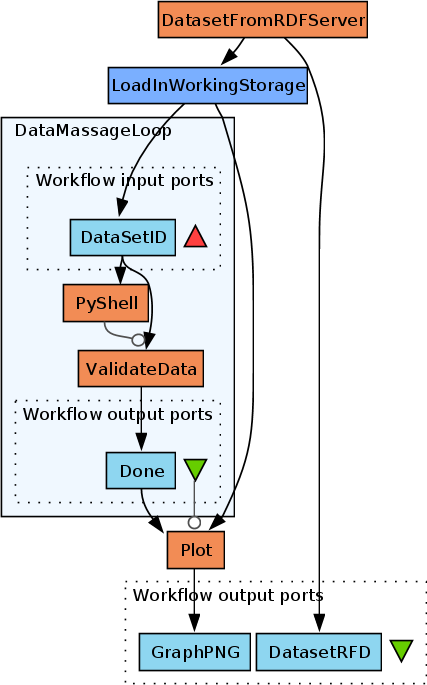 DatasetFromRDFServer
LoadInWorkingStorage
DataMassageLoop
Workflow input ports
DataSetID
PyShell
ValidateData
Workflow output ports
Done
Plot
Workflow output ports
GraphPNG
DatasetRFD